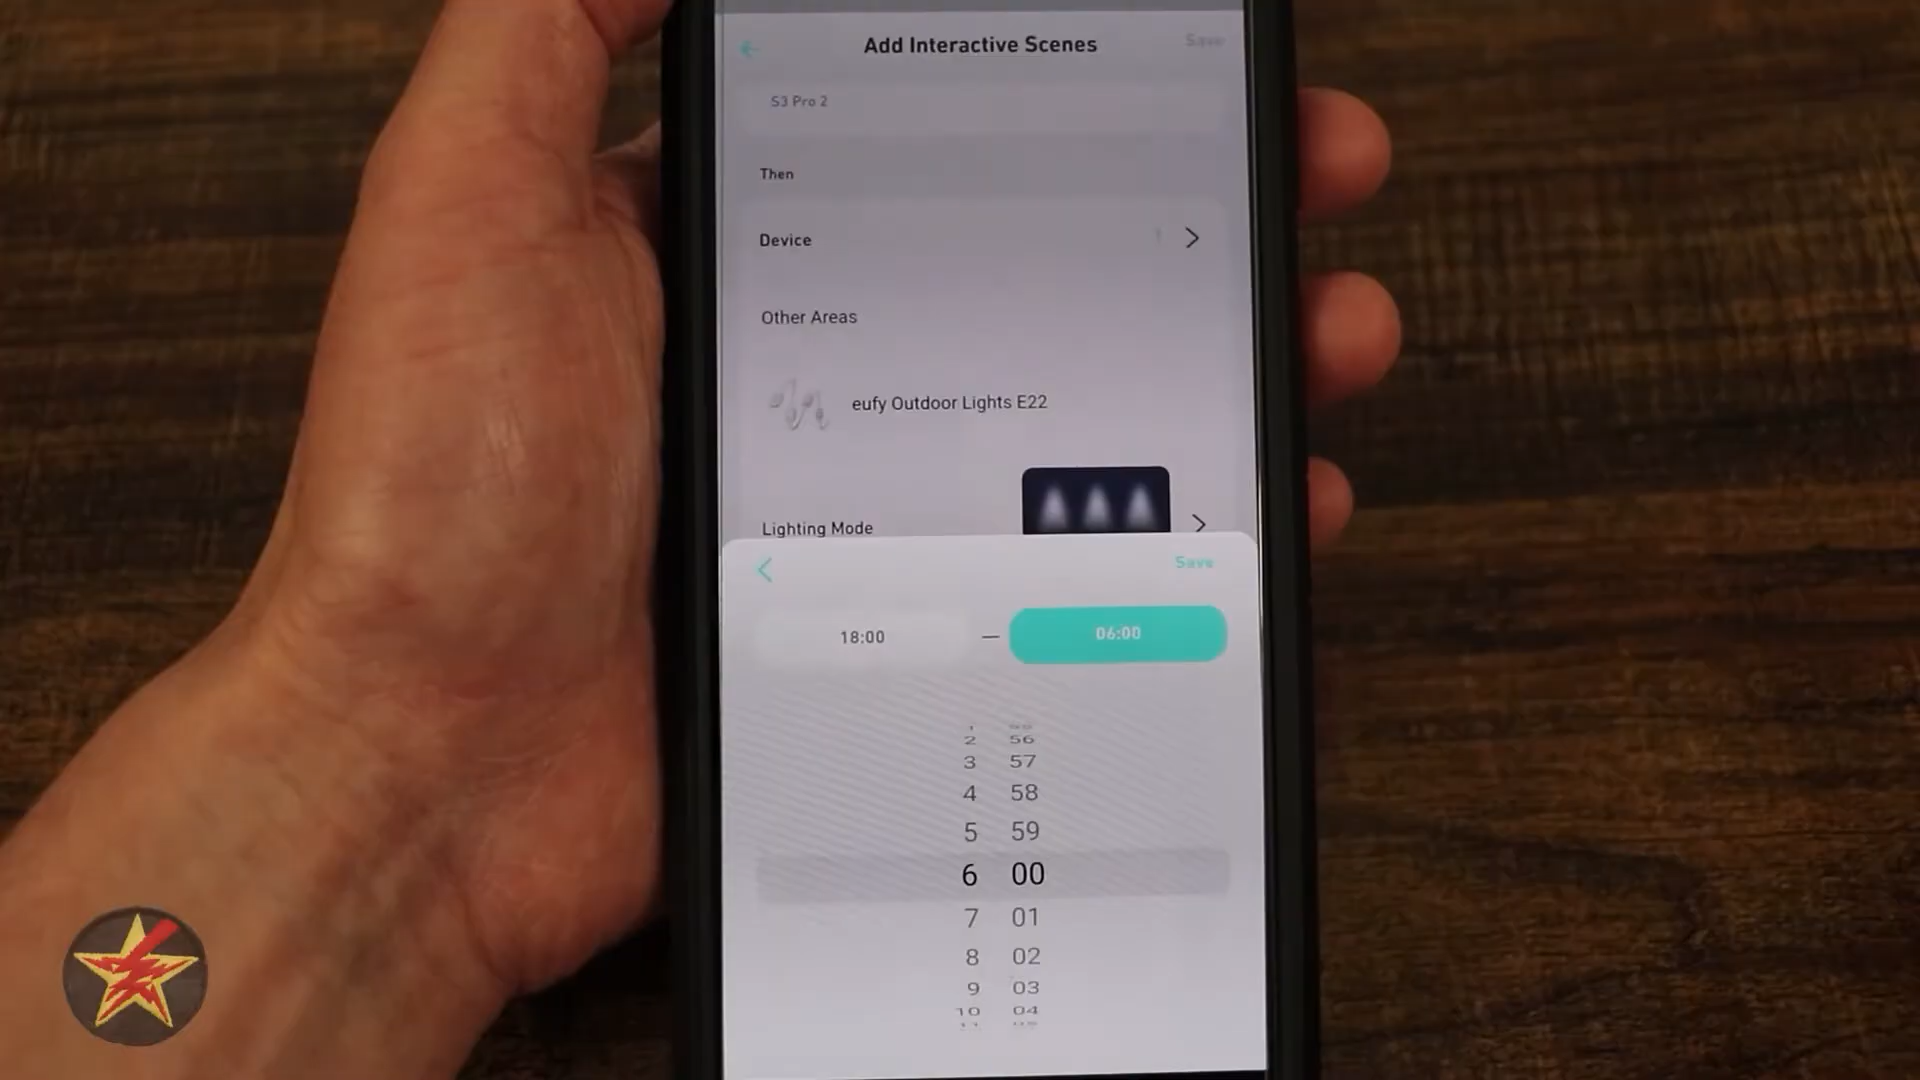 Add Interactive Scenes Save
S3 Pro 2
Then
Device
Other Areas
eufy Outdoor Lights E22
Lighting Mode
Save
18:00 — 06:00
2 56
3 57
4 58
5 59
6 00
7 01
8 02
9 03
10 04